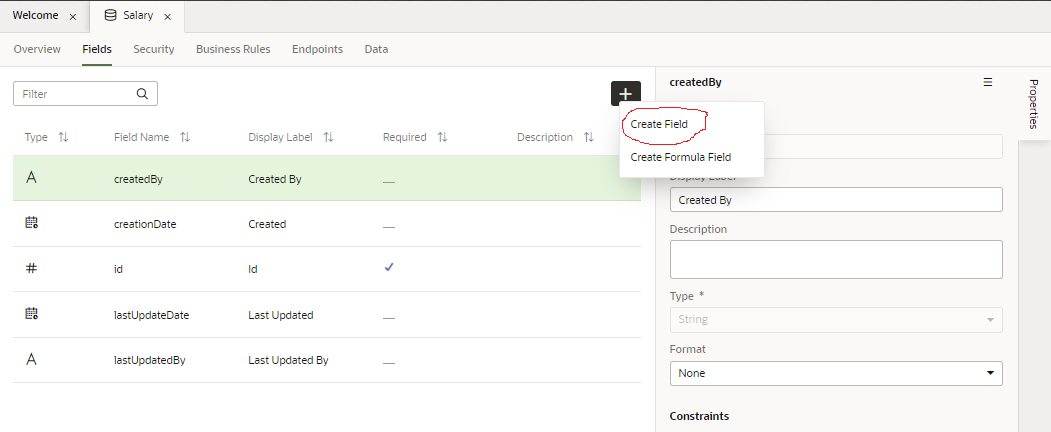 Welcome
Salary
Overview Fields Security Business Rules Endpoints Data
Filter
Create Field
Create Formula Field
Type Field Name Display Label Required Description
A createdBy Created By
creationDate Created
# id Id
lastUpdateDate Last Updated
A lastUpdatedBy Last Updated By
createdBy
Display Label
Created By
Description
Type *
String
Format
None
Constraints
Properties